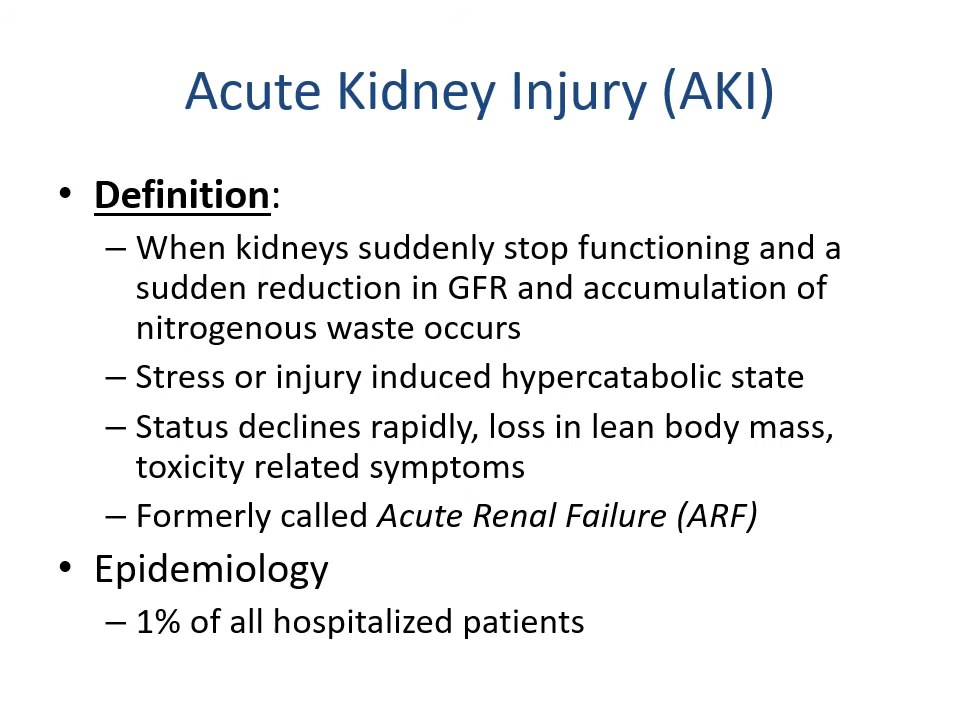 Acute Kidney Injury (AKI)
• Definition:
– When kidneys suddenly stop functioning and a
sudden reduction in GFR and accumulation of
nitrogenous waste occurs
– Stress or injury induced hypercatabolic state
– Status declines rapidly, loss in lean body mass,
toxicity related symptoms
– Formerly called Acute Renal Failure (ARF)
• Epidemiology
– 1% of all hospitalized patients